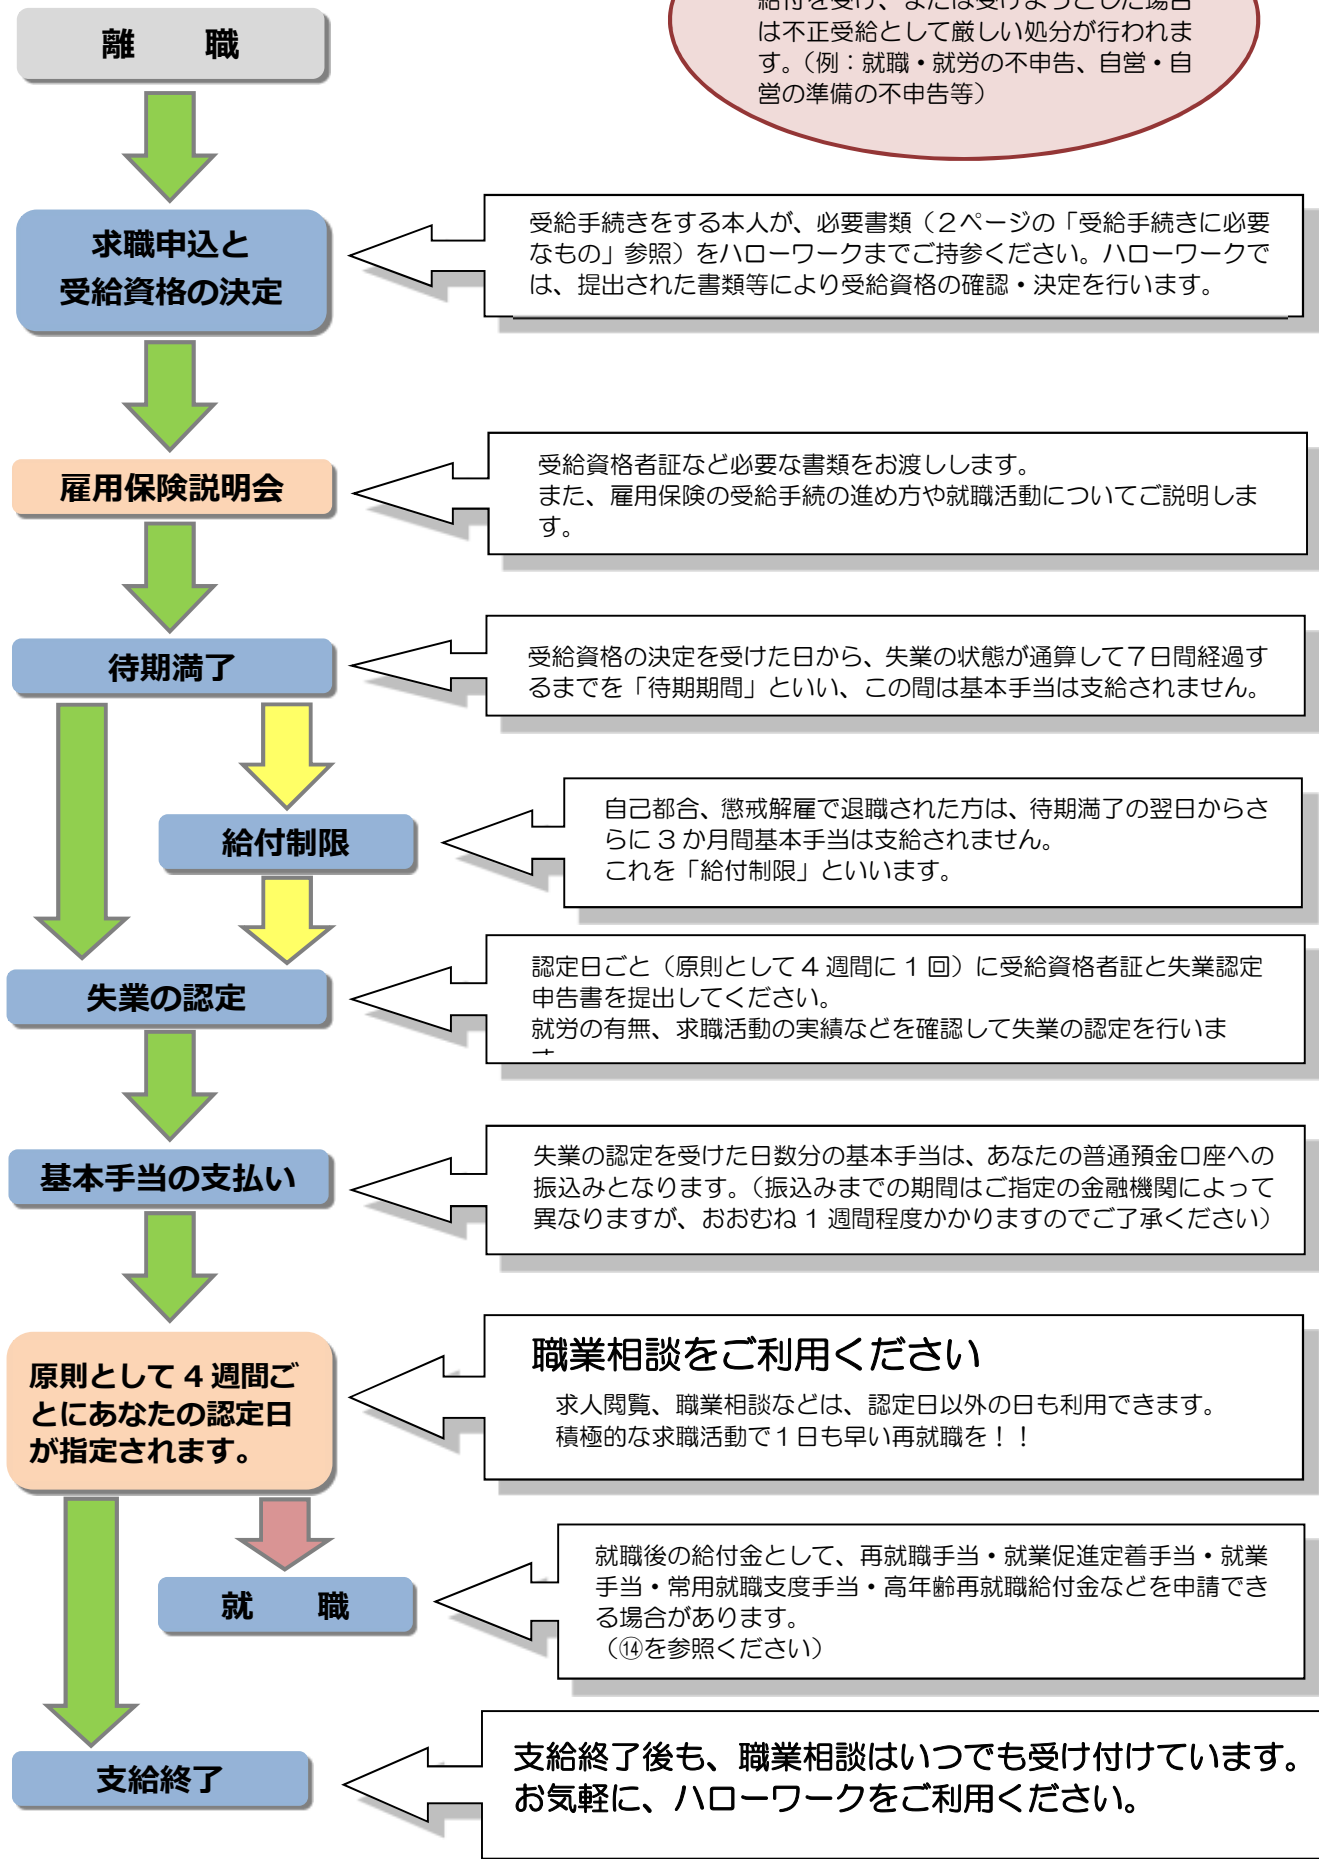 給付を受け、または受けようとした場合
は不正受給として厳しい処分が行われま
す。（例：就職・就労の不申告、自営・自
営の準備の不申告等）
離　職
求職申込と
受給資格の決定
受給手続きをする本人が、必要書類（２ページの「受給手続きに必要
なもの」参照）をハローワークまでご持参ください。ハローワークで
は、提出された書類等により受給資格の確認・決定を行います。
雇用保険説明会
受給資格者証など必要な書類をお渡しします。
また、雇用保険の受給手続の進め方や就職活動についてご説明しま
す。
待期満了
受給資格の決定を受けた日から、失業の状態が通算して７日間経過す
るまでを「待期期間」といい、この間は基本手当は支給されません。
給付制限
自己都合、懲戒解雇で退職された方は、待期満了の翌日からさ
らに 3 か月間基本手当は支給されません。
これを「給付制限」といいます。
失業の認定
認定日ごと（原則として 4 週間に 1 回）に受給資格者証と失業認定
申告書を提出してください。
就労の有無、求職活動の実績などを確認して失業の認定を行いま
基本手当の支払い
失業の認定を受けた日数分の基本手当は、あなたの普通預金口座への
振込みとなります。（振込みまでの期間はご指定の金融機関によって
異なりますが、おおむね 1 週間程度かかりますのでご了承ください）
原則として 4 週間ご
とにあなたの認定日
が指定されます。
職業相談をご利用ください
求人閲覧、職業相談などは、認定日以外の日も利用できます。
積極的な求職活動で１日も早い再就職を！！
就　職
就職後の給付金として、再就職手当・就業促進定着手当・就業
手当・常用就職支度手当・高年齢再就職給付金などを申請でき
る場合があります。
（⑭を参照ください）
支給終了
支給終了後も、職業相談はいつでも受け付けています。
お気軽に、ハローワークをご利用ください。